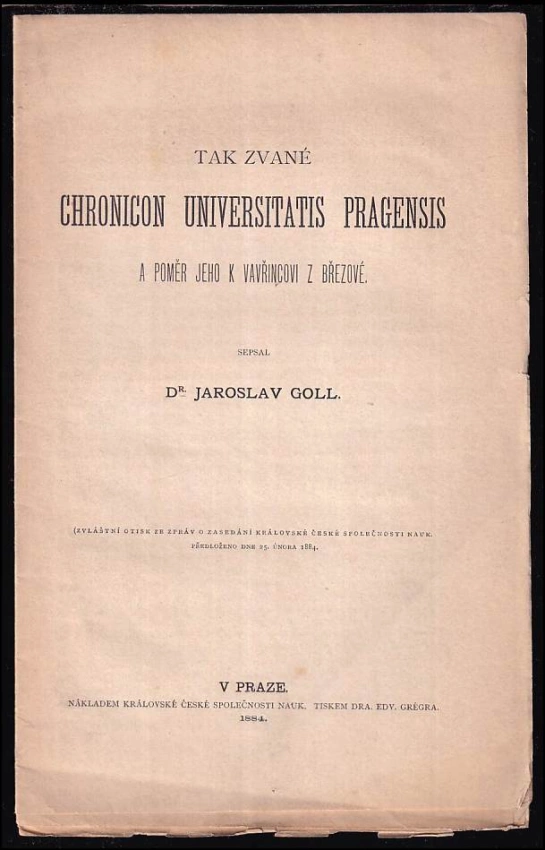 TAK ZVANÉ
CHRONICON UNIVERSITATIS PRAGENSIS
A POMĚR JEHO K VAVŘINCOVI Z BŘEZOVÉ.
SEPSAL
DR. JAROSLAV GOLL.
(ZVLÁŠTNÍ OTISK ZE ZPRÁV O ZASEDÁNÍ KRÁLOVSKÉ ČESKÉ SPOLEČNOSTI NAUK.
PŘEDLOŽENO DNE 25. ÚNORA 1884.
V PRAZE.
NÁKLADEM KRÁLOVSKÉ ČESKÉ SPOLEČNOSTI NAUK. TISKEM DRA. EDV. GRÉGRA.
1884.